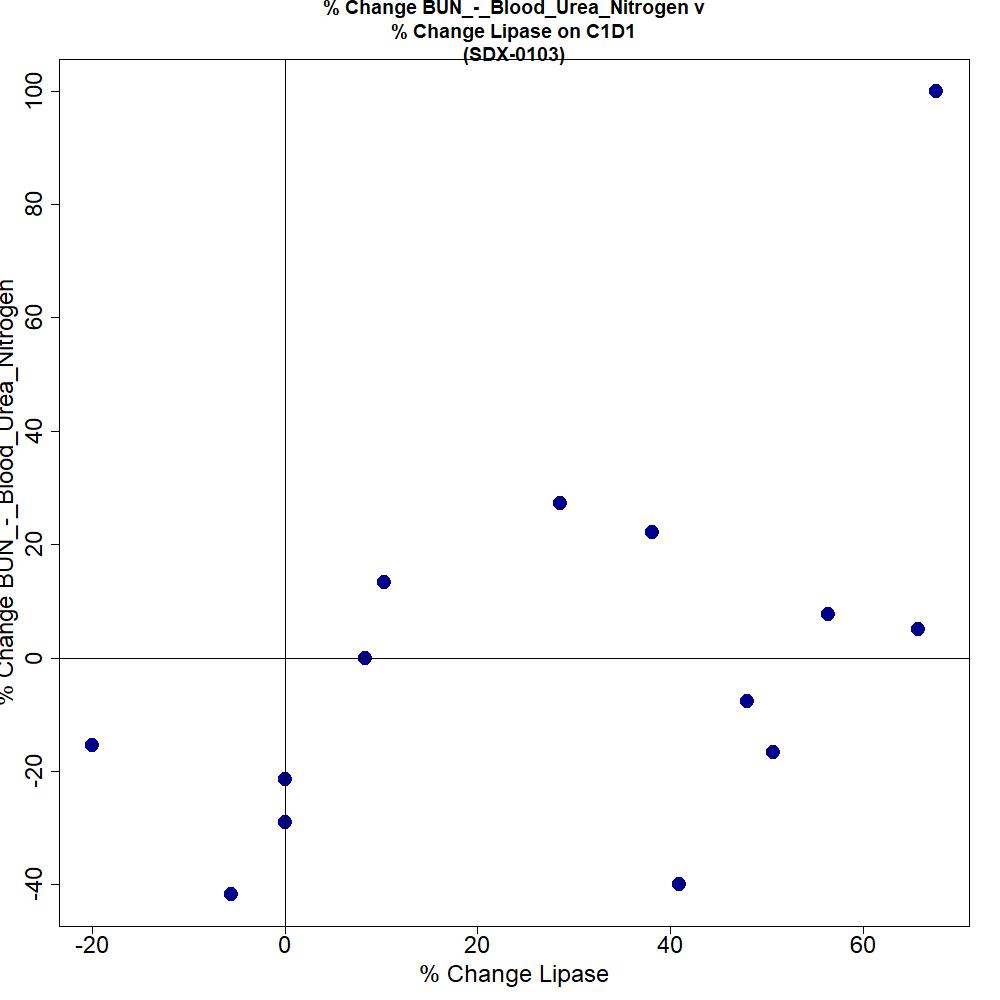 % Change BUN_-_Blood_Urea_Nitrogen v
% Change Lipase on C1D1
(SDX-0103)
% Change BUN_-_Blood_Urea_Nitrogen
100
80
60
40
20
0
-20
-40
-20
0
20
40
60
% Change Lipase